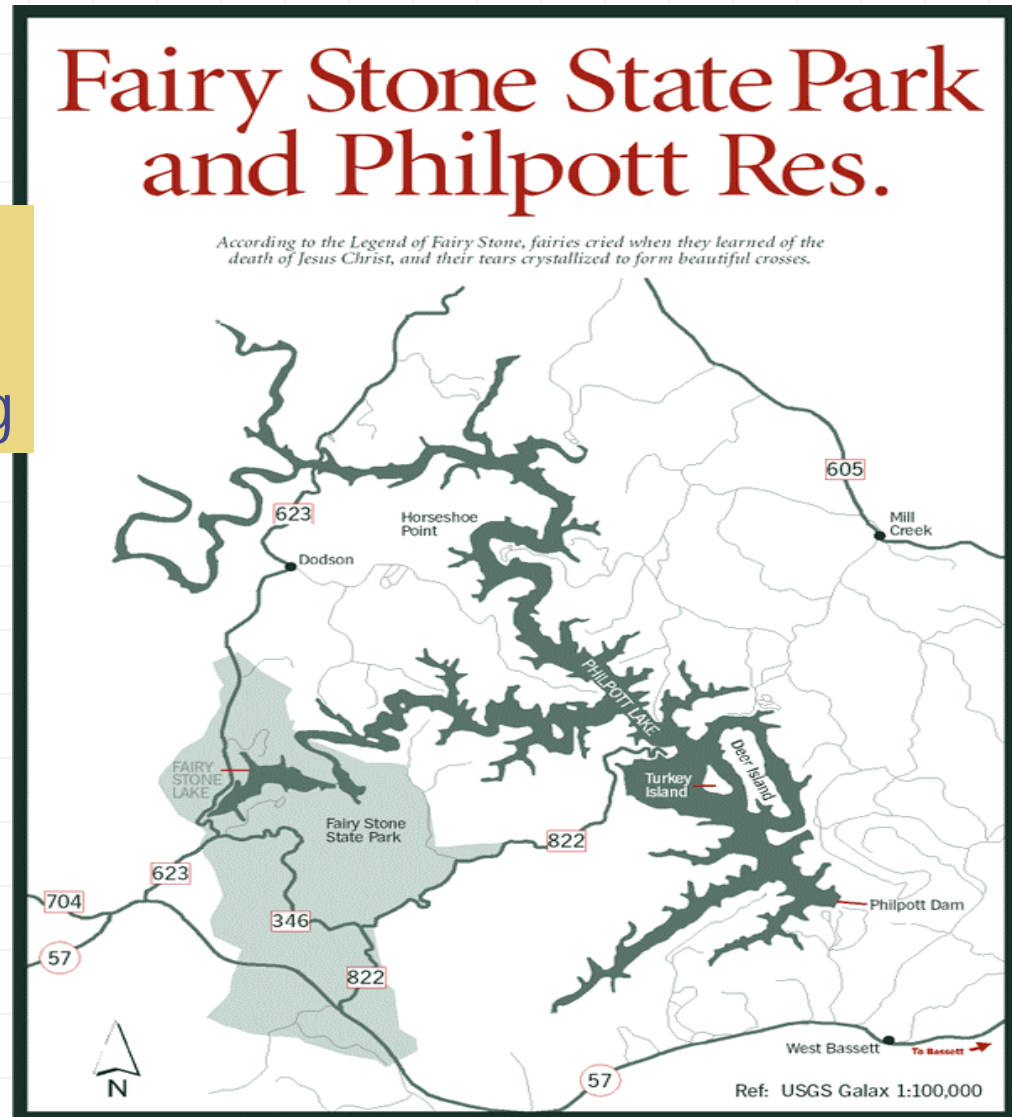 Fairy Stone State Park
and Philpott Res.
According to the Legend of Fairy Stone, fairies cried when they learned of the
death of Jesus Christ, and their tears crystallized to form beautiful crosses.
g
605
623
Horseshoe
Point
Mill
Creek
Dodson
PHILPOTT LAKE
Deer Island
FAIRY
STONE
LAKE
Turkey
Island
Fairy Stone
State Park
822
623
704
346
Philpott Dam
57
822
West Bassett
To Bassett
57
N
Ref: USGS Galax 1:100,000